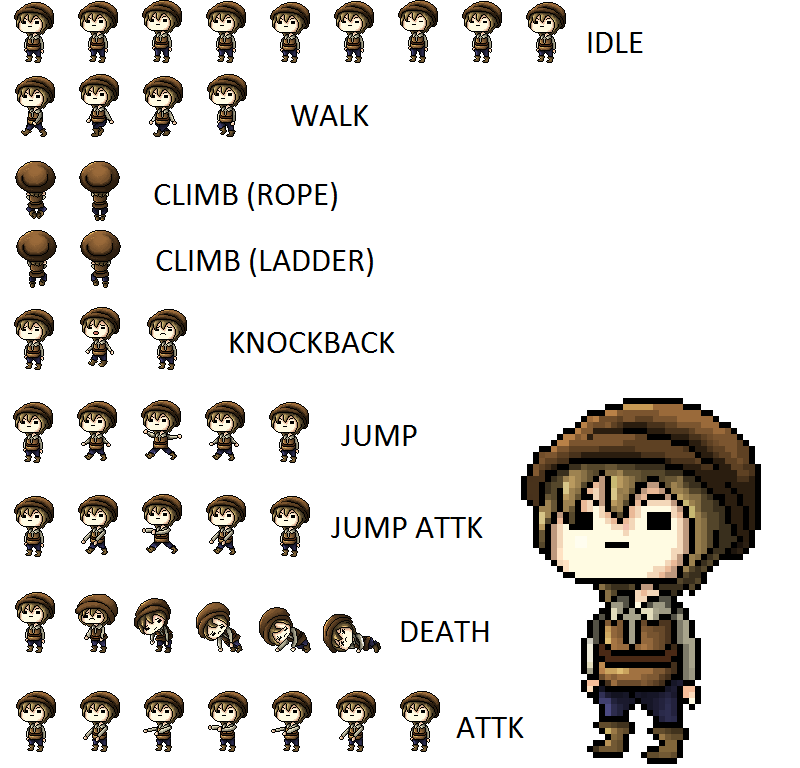 IDLE
WALK
CLIMB (ROPE)
CLIMB (LADDER)
KNOCKBACK
JUMP
JUMP ATTK
DEATH
ATTK